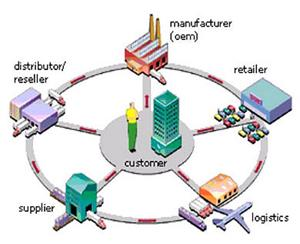 manufacturer
(oem)
distributor/
reseller
retailer
customer
supplier
logistics